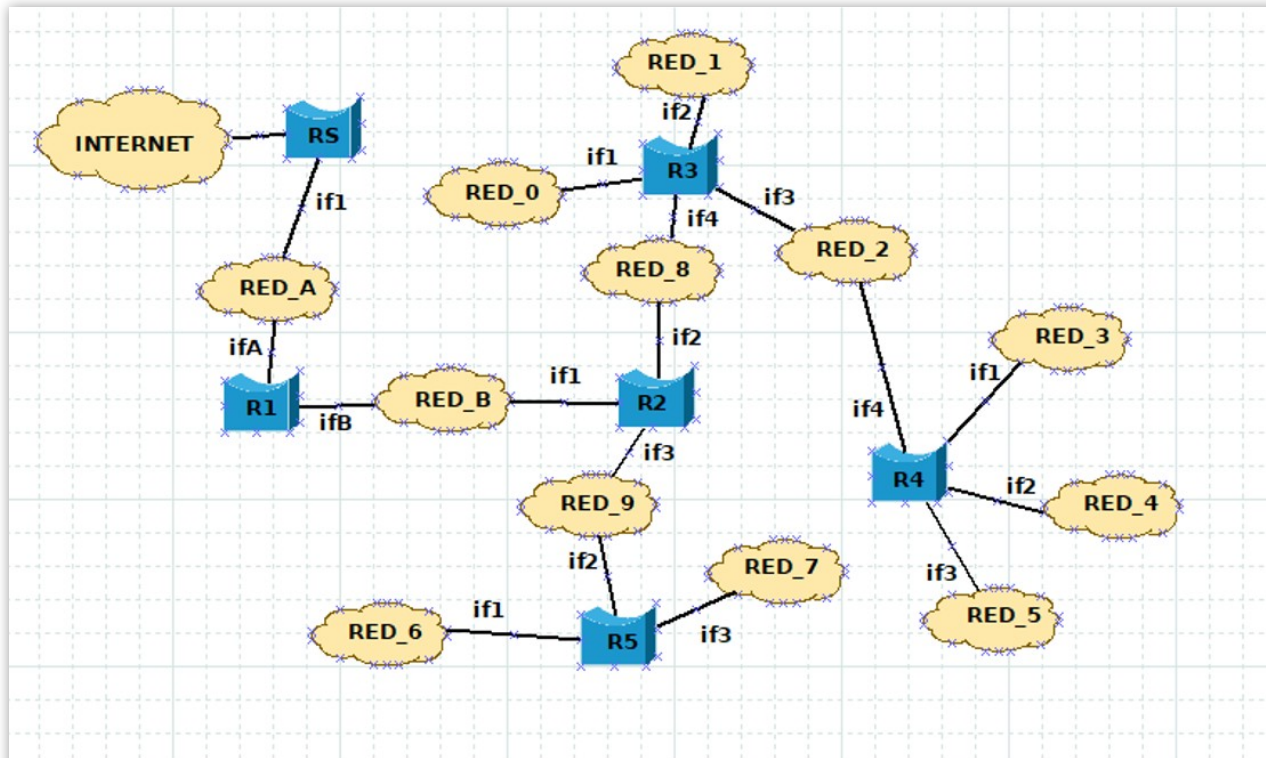 RED_1
if2
INTERNET
RS
if1
R3
RED_0
if3
if1
if4
RED_2
RED_8
RED_A
ifA
if2
RED_3
R1
ifB
RED_B
if1
R2
if1
if4
if3
R4
if2
RED_4
RED_9
if2
RED_7
if3
RED_5
if1
RED_6
R5
if3